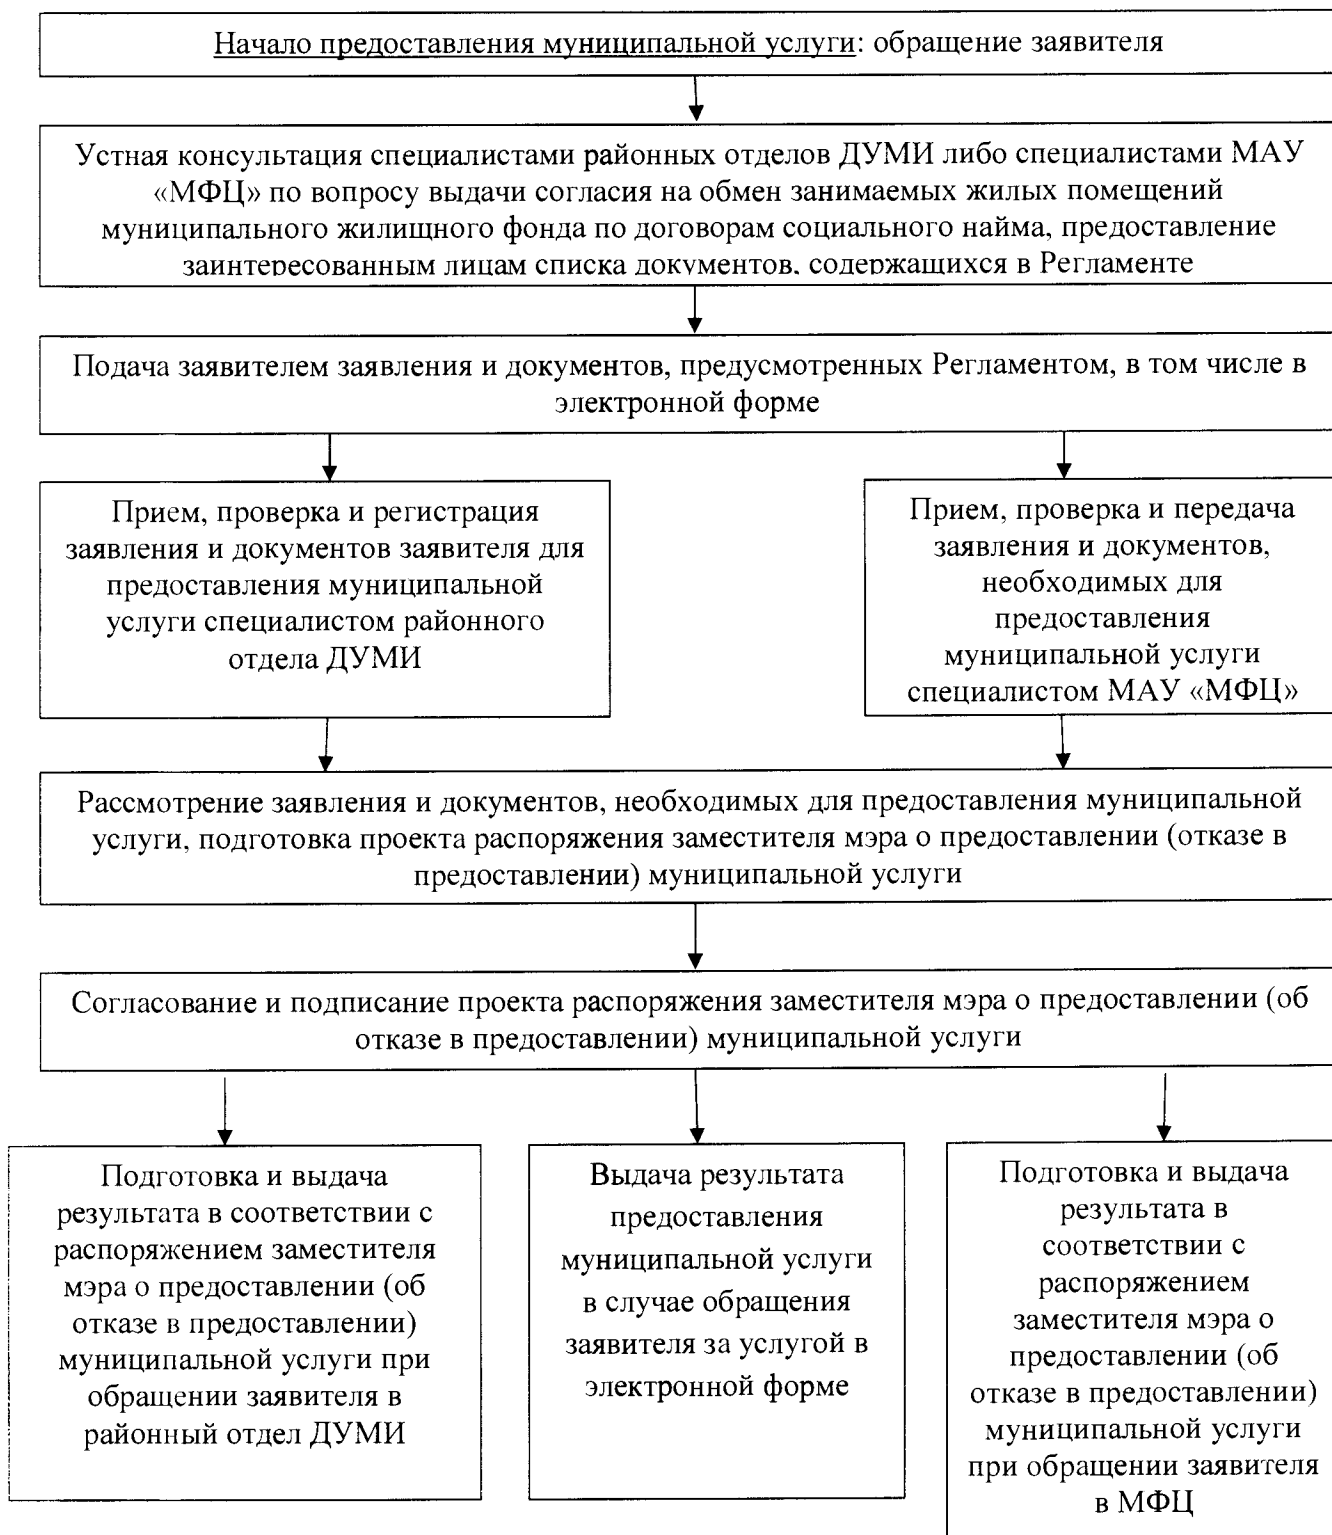 Начало предоставления муниципальной услуги: обращение заявителя
Устная консультация специалистами районных отделов ДУМИ либо специалистами МАУ
«МФЦ» по вопросу выдачи согласия на обмен занимаемых жилых помещений
муниципального жилищного фонда по договорам социального найма, предоставление
заинтересованным лицам списка документов, содержащихся в Регламенте
Подача заявителем заявления и документов, предусмотренных Регламентом, в том числе в
электронной форме
Прием, проверка и регистрация
заявления и документов заявителя для
предоставления муниципальной
услуги специалистом районного
отдела ДУМИ
Прием, проверка и передача
заявления и документов,
необходимых для
предоставления
муниципальной услуги
специалистом МАУ «МФЦ»
Рассмотрение заявления и документов, необходимых для предоставления муниципальной
услуги, подготовка проекта распоряжения заместителя мэра о предоставлении (отказе в
предоставлении) муниципальной услуги
Согласование и подписание проекта распоряжения заместителя мэра о предоставлении (об
отказе в предоставлении) муниципальной услуги
Подготовка и выдача
результата в соответствии с
распоряжением заместителя
мэра о предоставлении (об
отказе в предоставлении)
муниципальной услуги при
обращении заявителя в
районный отдел ДУМИ
Выдача результата
предоставления
муниципальной услуги
в случае обращения
заявителя за услугой в
электронной форме
Подготовка и выдача
результата в
соответствии с
распоряжением
заместителя мэра о
предоставлении (об
отказе в предоставлении)
муниципальной услуги
при обращении заявителя
в МФЦ